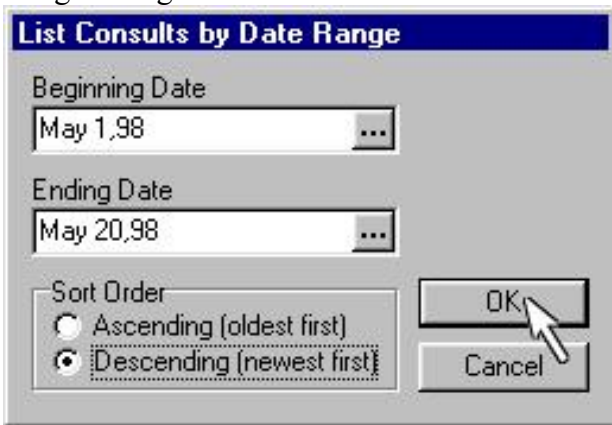 List Consults by Date Range
Beginning Date
May 1,98
...
Ending Date
May 20,98
...
Sort Order
Ascending (oldest first)
Descending (newest first)
OK
Cancel